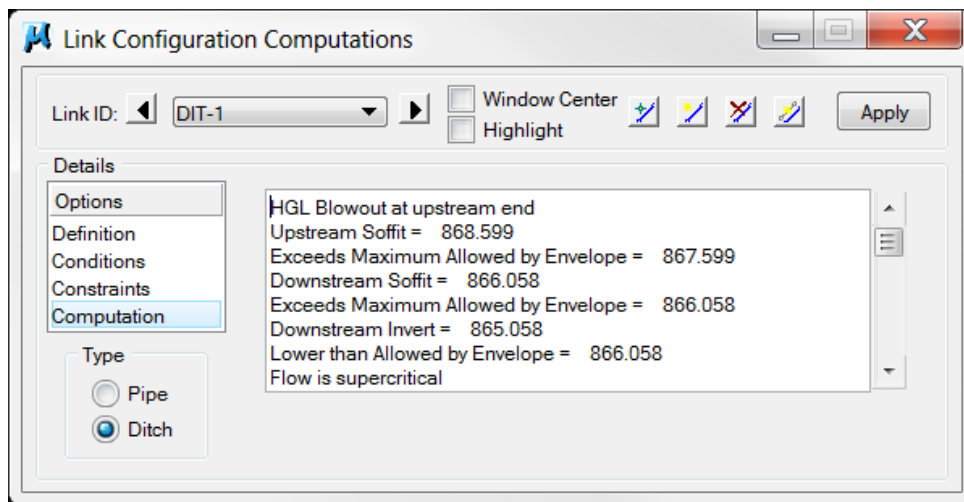 Link Configuration Computations
Link ID: DIT-1 Window Center Apply
Highlight
Details
Options
Definition
Conditions
Constraints
Computation
HGL Blowout at upstream end
Upstream Soffit = 868.599
Exceeds Maximum Allowed by Envelope = 867.599
Downstream Soffit = 866.058
Exceeds Maximum Allowed by Envelope = 866.058
Downstream Invert = 865.058
Lower than Allowed by Envelope = 866.058
Flow is supercritical
Type
Pipe
Ditch